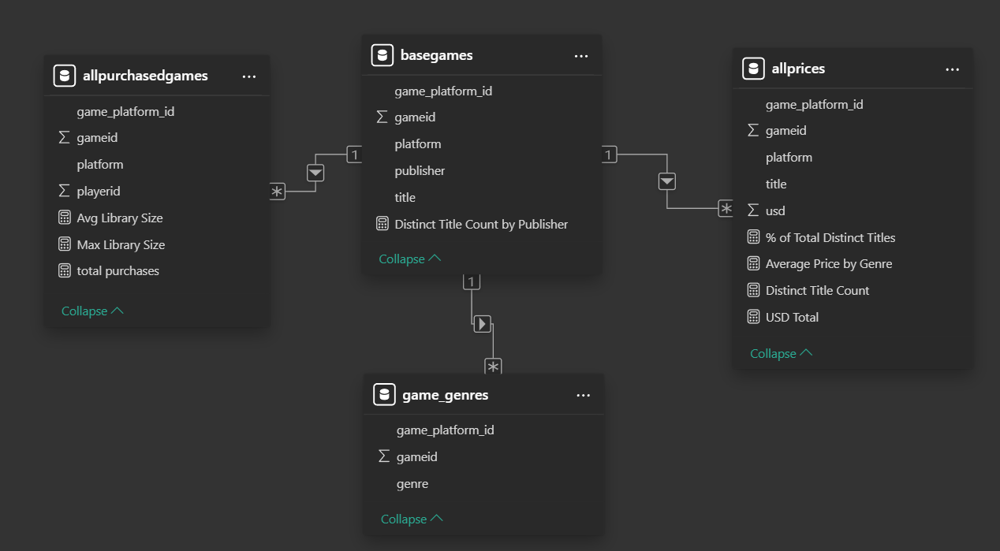 allpurchasedgames
game_platform_id
gameid
platform
playerid
Avg Library Size
Max Library Size
total purchases
Collapse
1
*
basegames
game_platform_id
gameid
platform
publisher
title
Distinct Title Count by Publisher
Collapse
1
*
allprices
game_platform_id
gameid
platform
title
usd
% of Total Distinct Titles
Average Price by Genre
Distinct Title Count
USD Total
Collapse
1
*
game_genres
game_platform_id
gameid
genre
Collapse